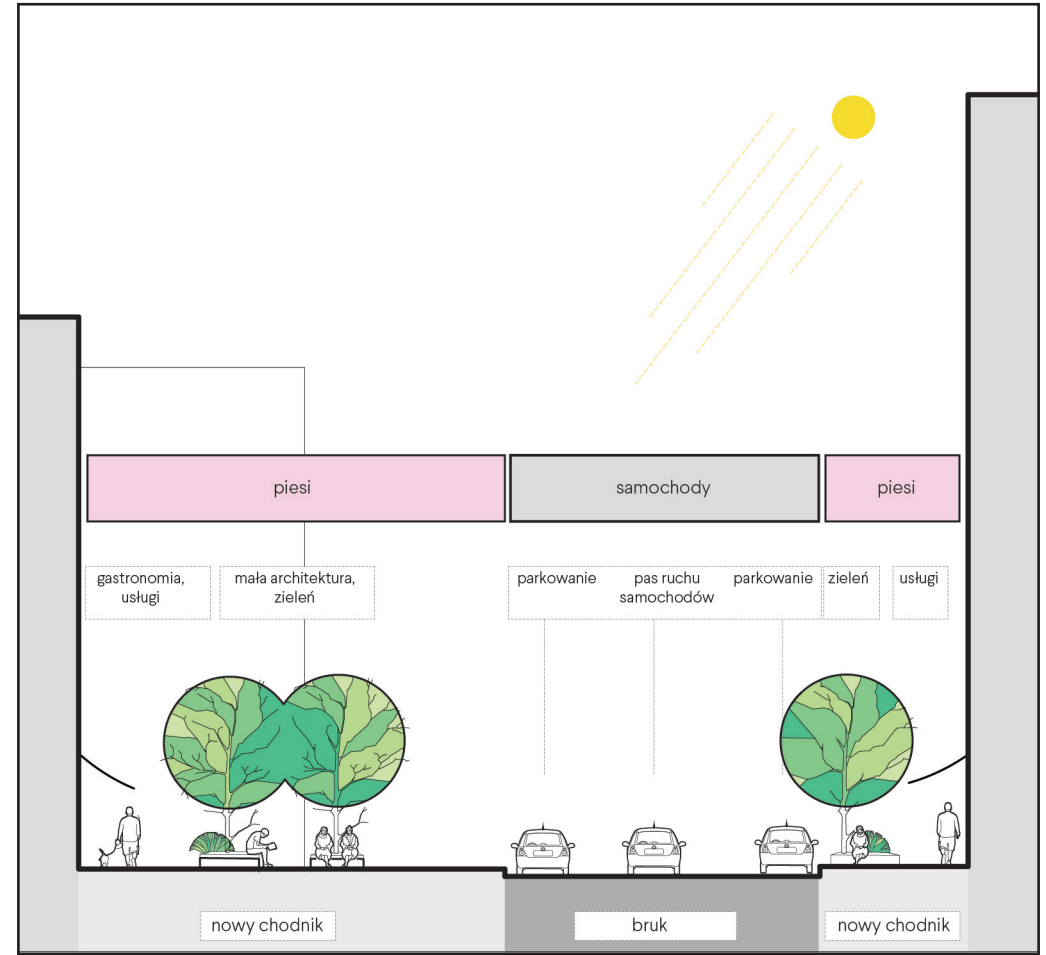 piesi
samochody
piesi
gastronomia,
usługi
mała architektura,
zieleń
parkowanie
pas ruchu
samochodów
parkowanie
zieleń
usługi
nowy chodnik
bruk
nowy chodnik